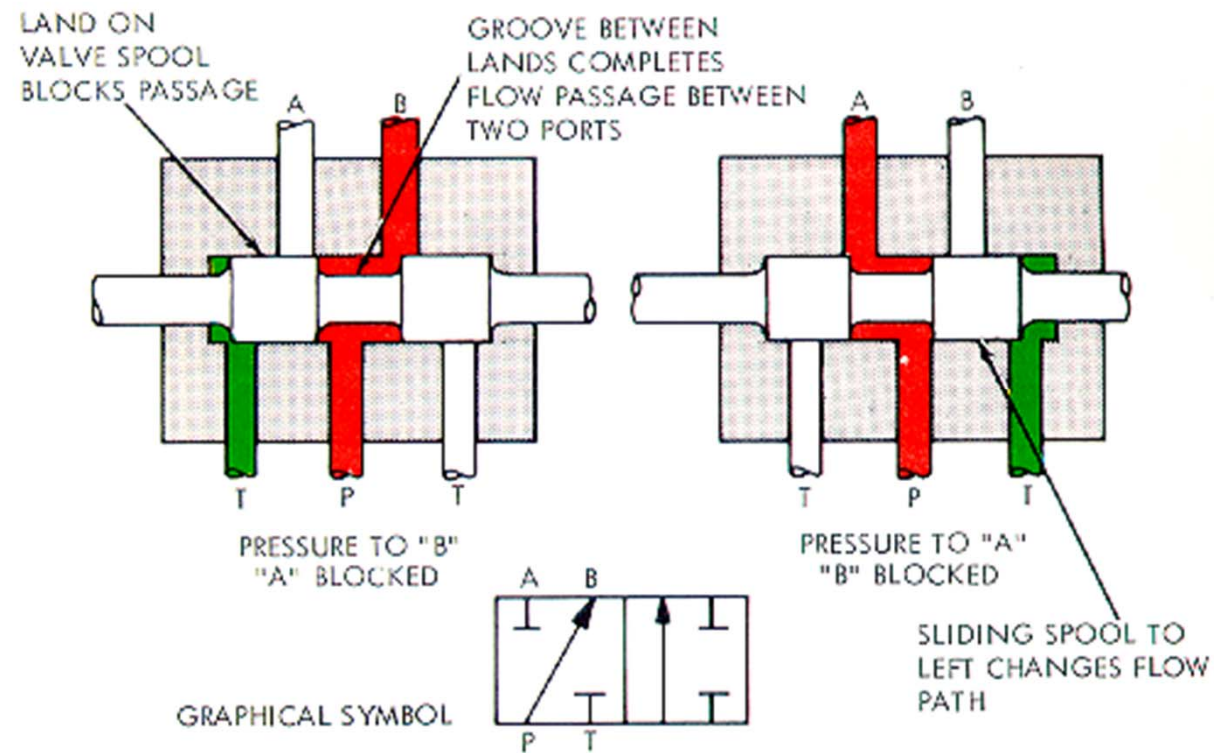 LAND ON
VALVE SPOOL
BLOCKS PASSAGE
GROOVE BETWEEN
LANDS COMPLETES
FLOW PASSAGE BETWEEN
TWO PORTS
A B
A B
T P T
T P T
PRESSURE TO "B"
"A" BLOCKED
PRESSURE TO "A"
"B" BLOCKED
A B
P T
GRAPHICAL SYMBOL
SLIDING SPOOL TO
LEFT CHANGES FLOW
PATH